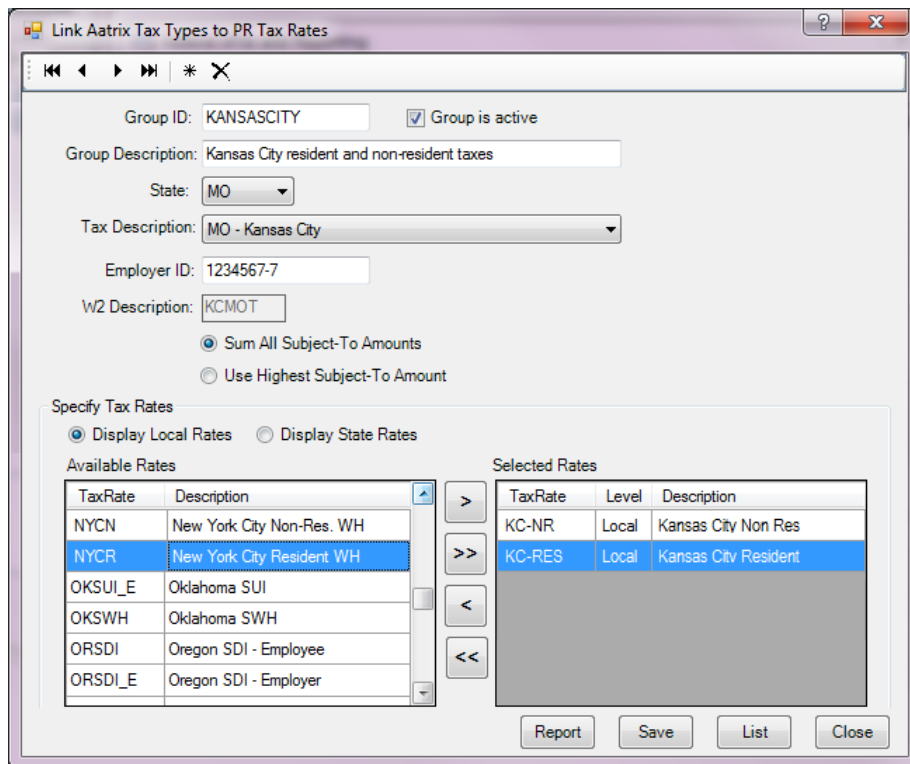 Link Aatrix Tax Types to PR Tax Rates
Group ID: KANSASCITY Group is active
Group Description: Kansas City resident and non-resident taxes
State: MO
Tax Description: MO - Kansas City
Employer ID: 1234567-7
W2 Description: KCMOT
Sum All Subject-To Amounts
Use Highest Subject-To Amount
Specify Tax Rates
Display Local Rates Display State Rates
Available Rates
TaxRate Description
NYCN New York City Non-Res. WH
NYCR New York City Resident WH
OKSUI_E Oklahoma SUI
OKSWH Oklahoma SWH
ORSDI Oregon SDI - Employee
ORSDI_E Oregon SDI - Employer
>
>>
<
<<
Selected Rates
TaxRate Level Description
KC-NR Local Kansas City Non Res
KC-RES Local Kansas City Resident
Report Save List Close